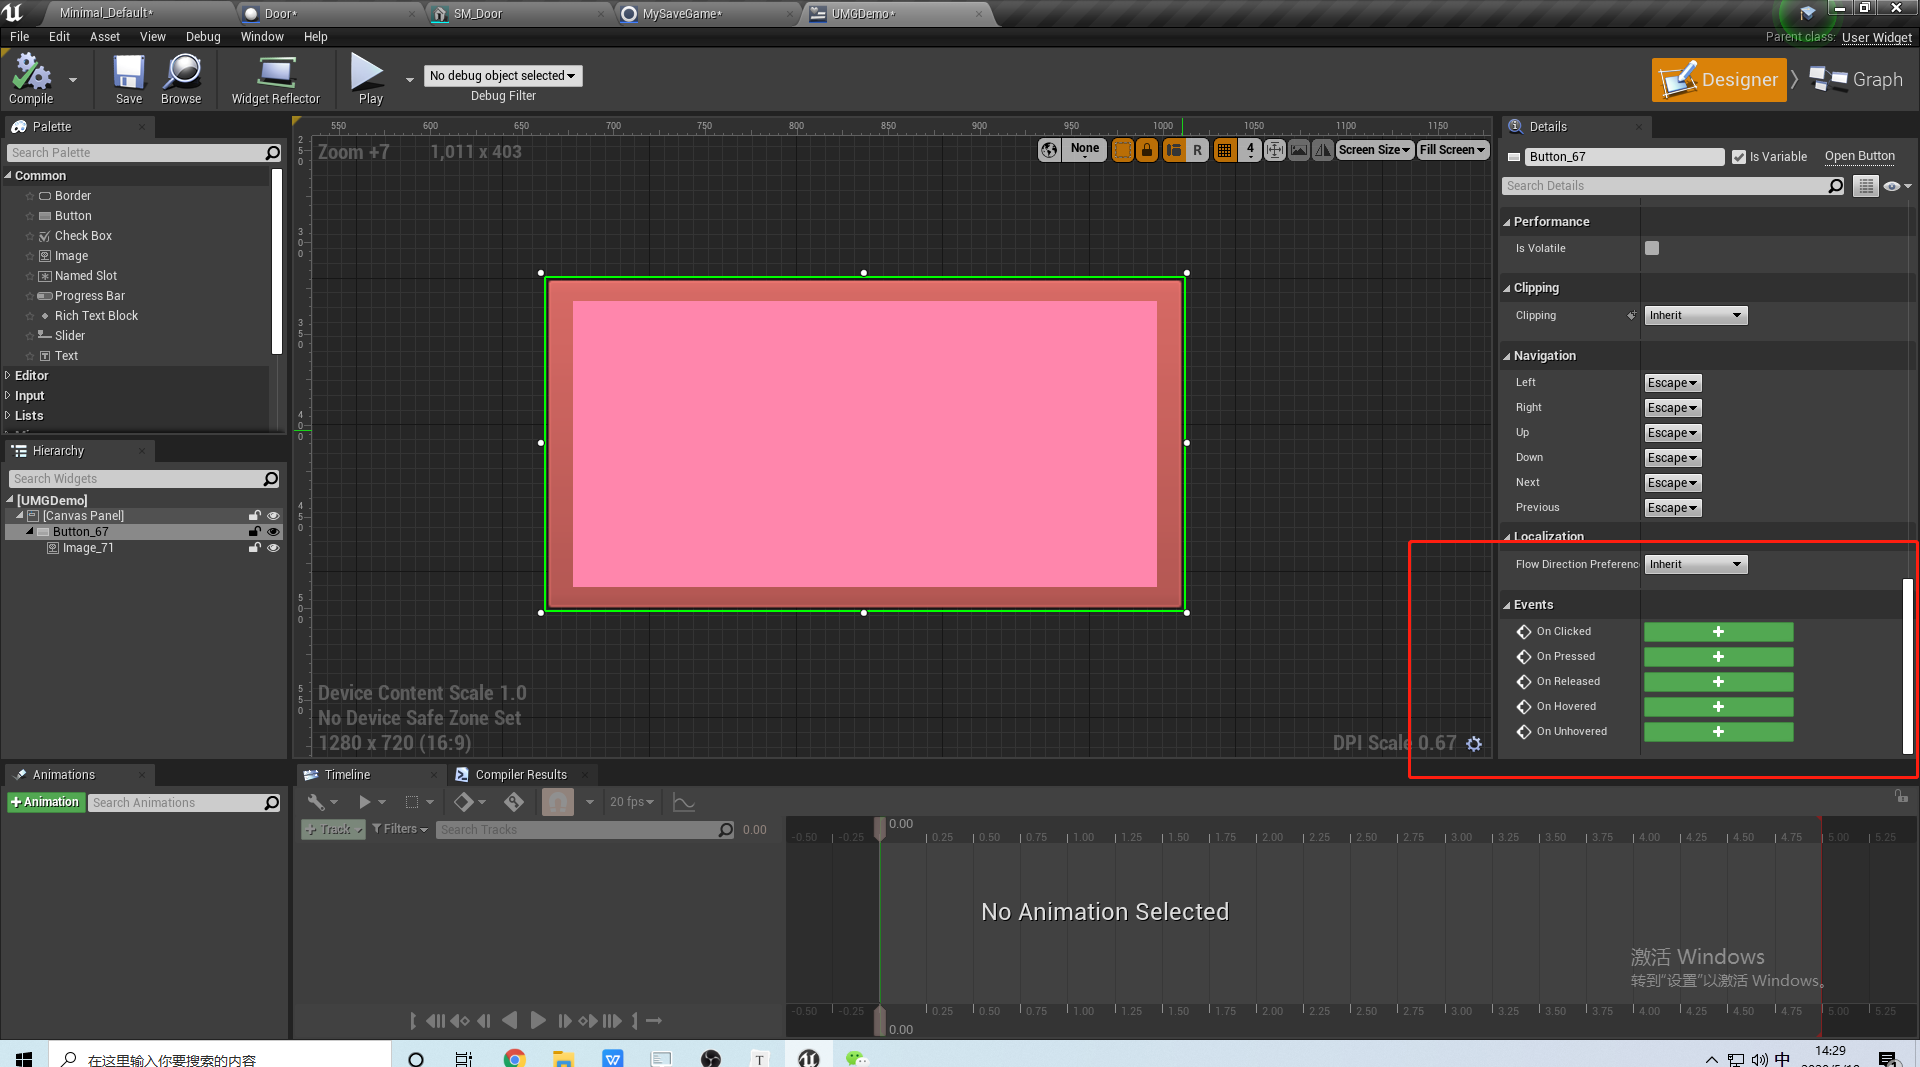 Minimal_Default*
Door*
SM_Door
MySaveGame*
UMGDemo*
File Edit Asset View Debug Window Help
Parent class: User Widget
Compile
Save
Browse
Widget Reflector
Play
No debug object selected
Debug Filter
Designer
Graph
Palette
Search Palette
Common
Border
Button
Check Box
Image
Named Slot
Progress Bar
Rich Text Block
Slider
Text
Editor
Input
Lists
Hierarchy
Search Widgets
[UMGDemo]
[Canvas Panel]
Button_67
Image_71
550 600 650 700 750 800 850 900 950 1000 1050 1100 1150
250
300
350
400
450
500
550
Zoom +7 1,011 x 403
None
R
4
Screen Size
Fill Screen
Device Content Scale 1.0
No Device Safe Zone Set
1280 x 720 (16:9)
DPI Scale 0.67
Details
Button_67
Is Variable
Open Button
Search Details
Performance
Is Volatile
Clipping
Clipping Inherit
Navigation
Left Escape
Right Escape
Up Escape
Down Escape
Next Escape
Previous Escape
Localization
Flow Direction Preferenc Inherit
Events
On Clicked
On Pressed
On Released
On Hovered
On Unhovered
Animations
+Animation
Search Animations
Timeline
Compiler Results
20 fps
+ Track
Filters
Search Tracks
0.00
0.00
-0.50 -0.25 0.25 0.50 0.75 1.00 1.25 1.50 1.75 2.00 2.25 2.50 2.75 3.00 3.25 3.50 3.75 4.00 4.25 4.50 4.75 5.00 5.25
No Animation Selected
激活 Windows
转到“设置”以激活 Windows。
-0.50 -0.25 0.25 0.50 0.75 1.00 1.25 1.50 1.75 2.00 2.25 2.50 2.75 3.00 3.25 3.50 3.75 4.00 4.25 4.50 4.75 5.00 5.25
0.00
在这里输入你要搜索的内容
中
14:29